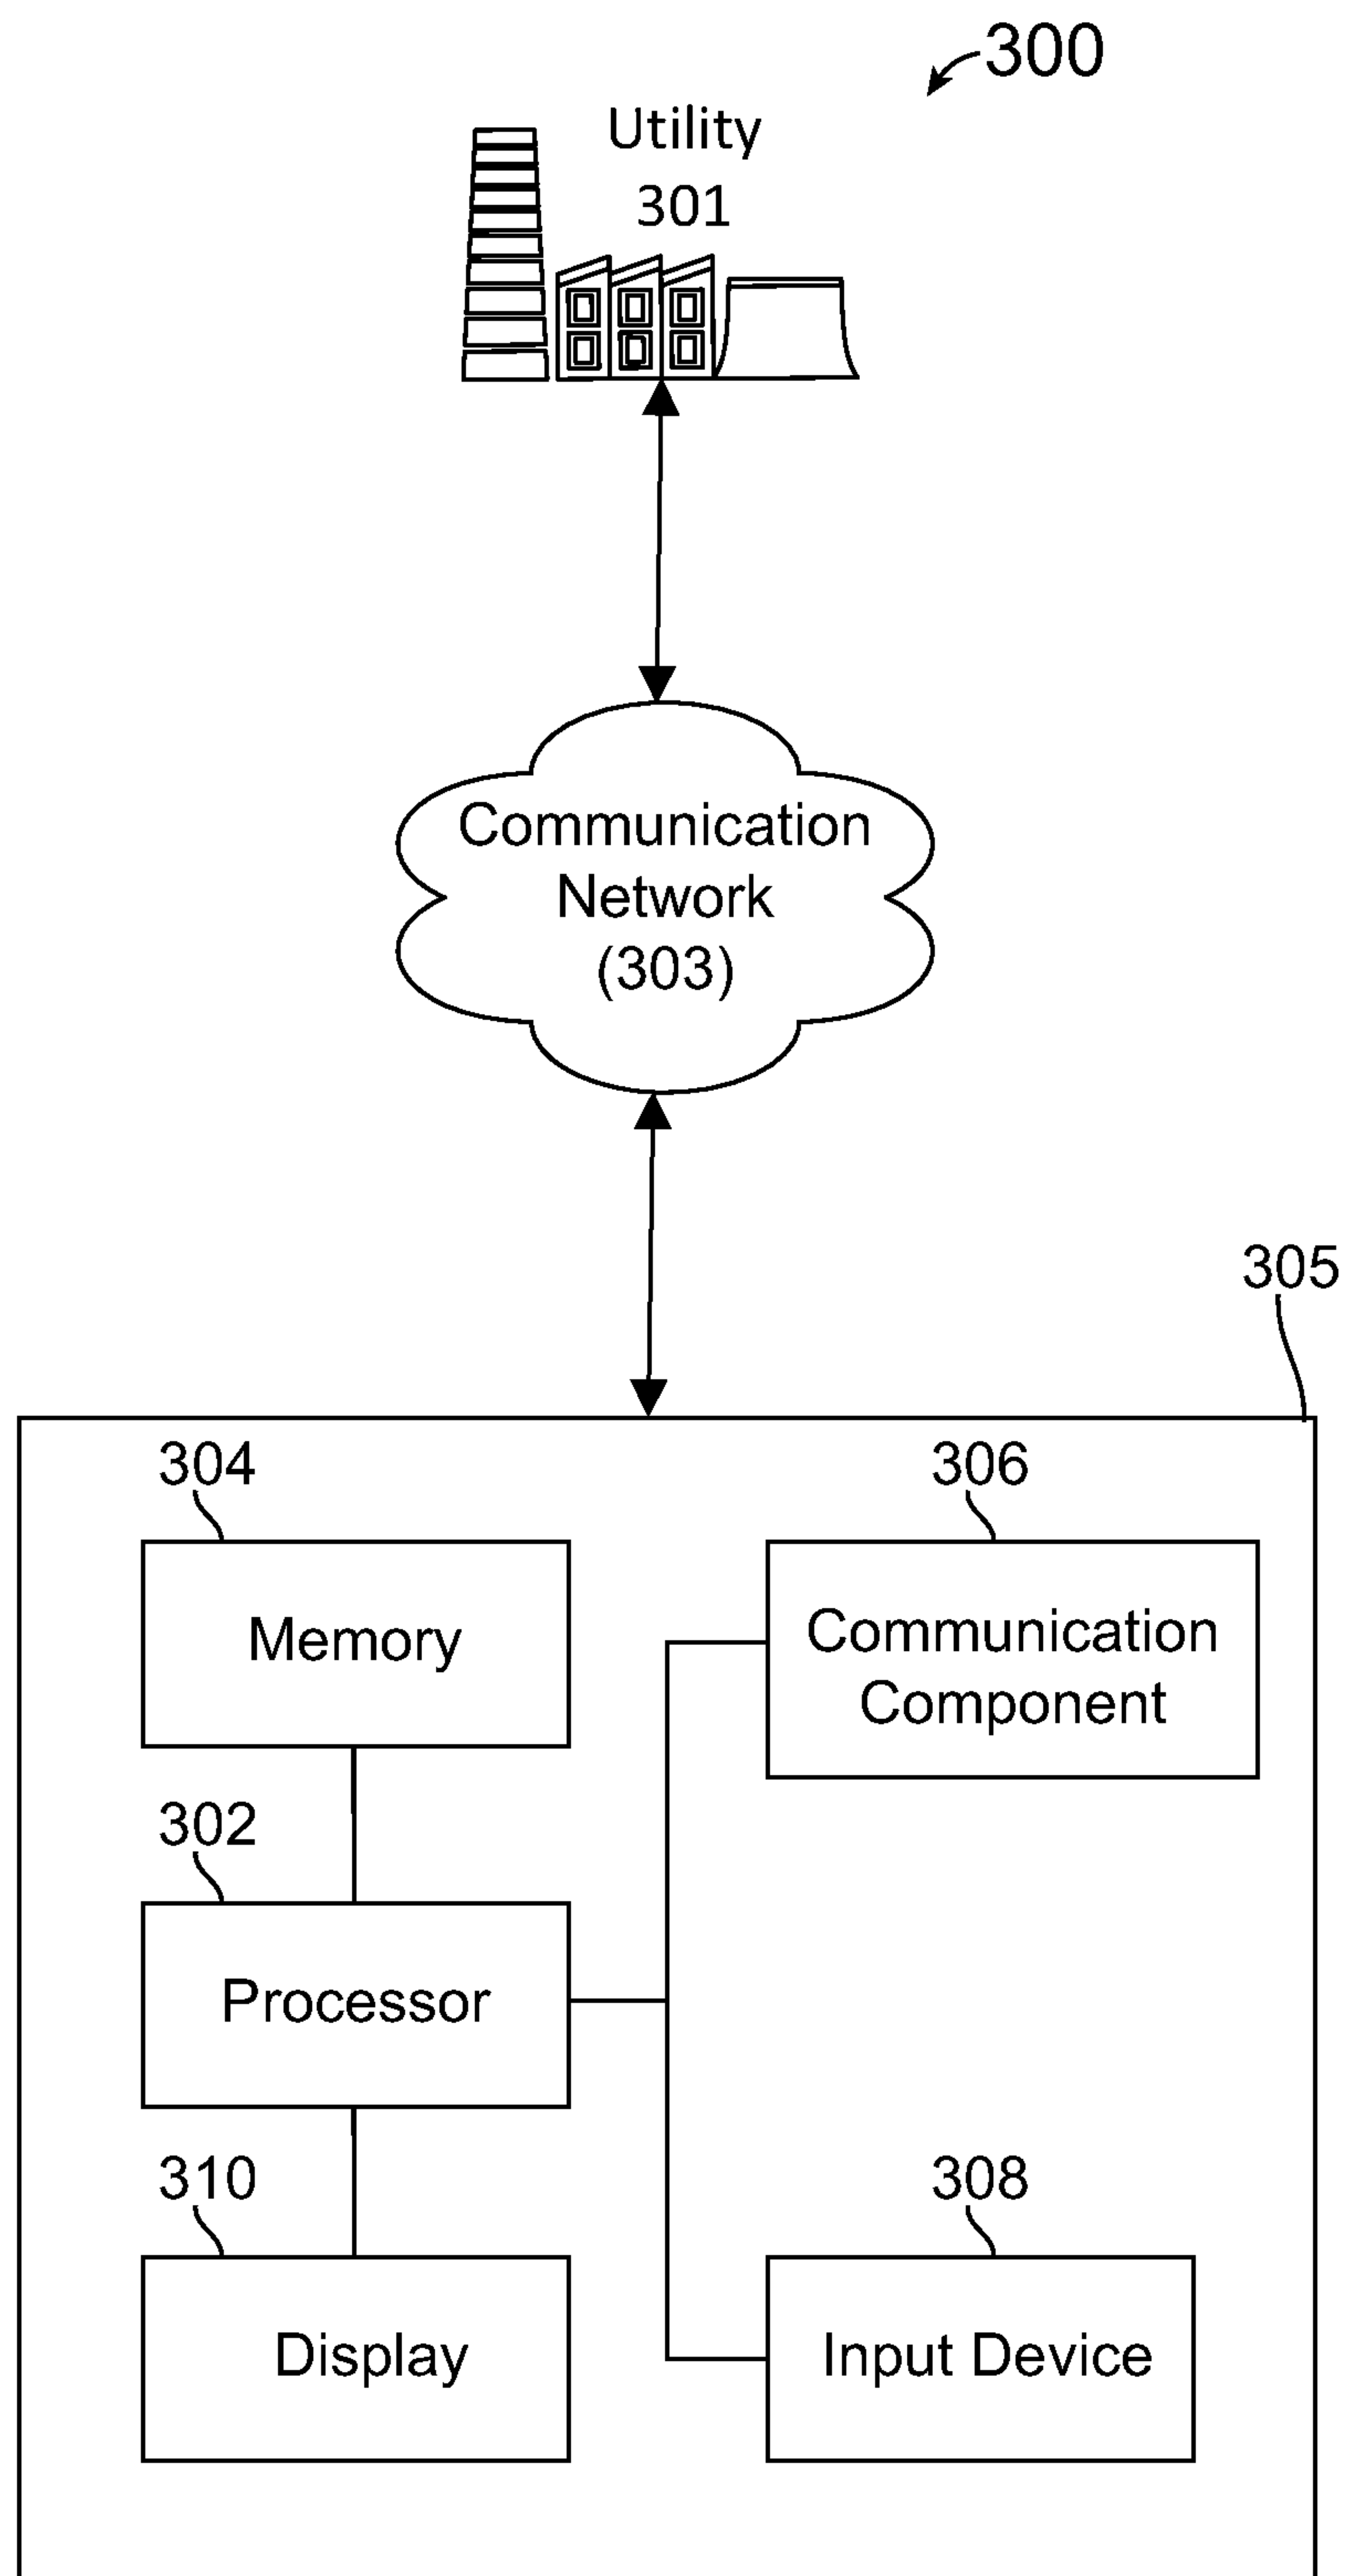 300
Utility
301
Communication
Network
(303)
305
304
306
Memory
Communication
Component
302
Processor
310
308
Display
Input Device